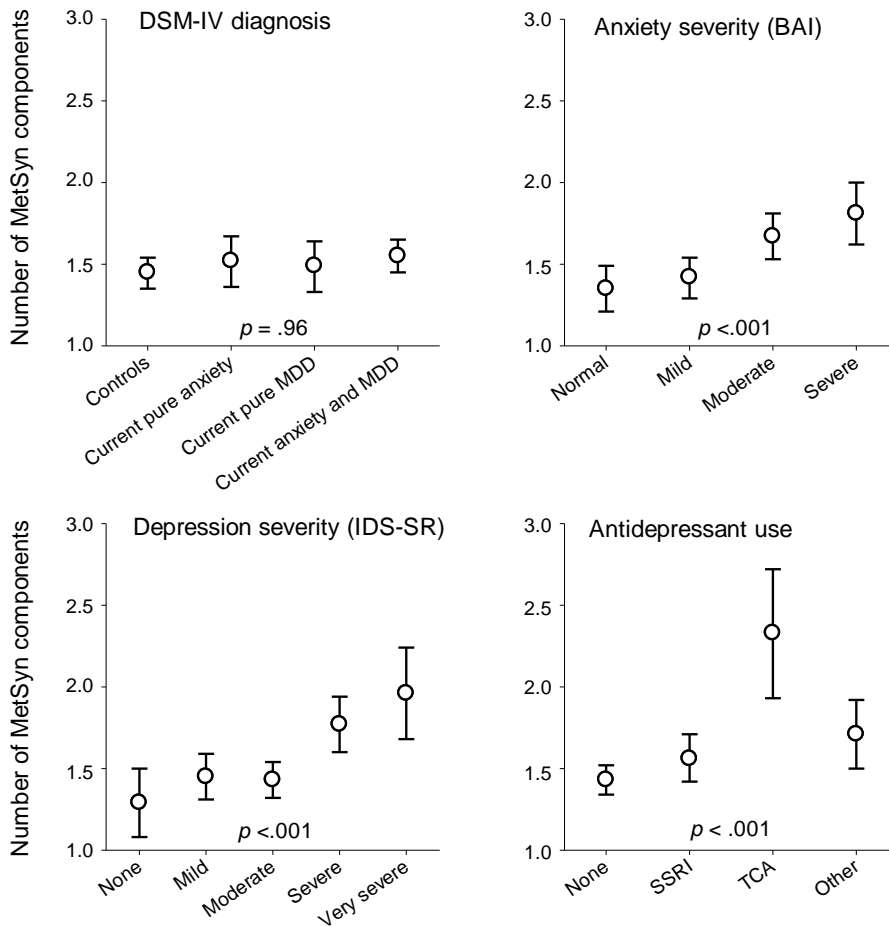 DSM-IV diagnosis
Number of MetSyn components
3.0
2.5
2.0
1.5
1.0
p = .96
Controls
Current pure anxiety
Current pure MDD
Current anxiety and MDD
Anxiety severity (BAI)
3.0
2.5
2.0
1.5
1.0
p <.001
Normal
Mild
Moderate
Severe
Depression severity (IDS-SR)
Number of MetSyn components
3.0
2.5
2.0
1.5
1.0
p <.001
None
Mild
Moderate
Severe
Very severe
Antidepressant use
3.0
2.5
2.0
1.5
1.0
p < .001
None
SSRI
TCA
Other